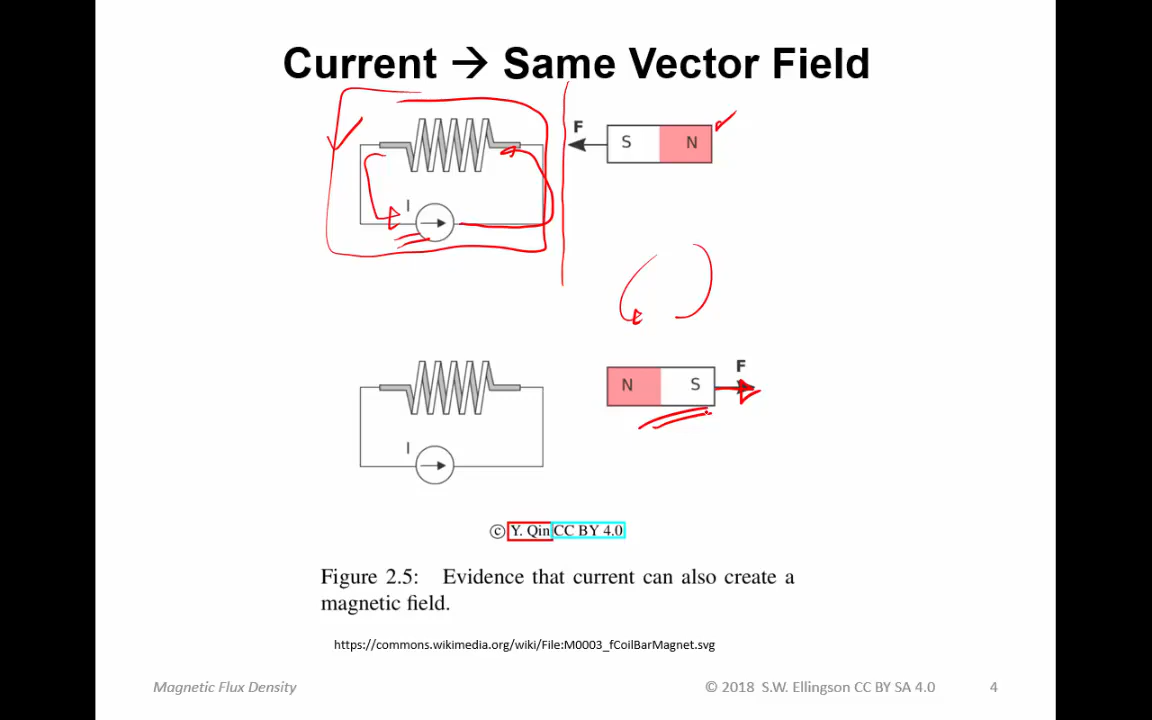 Current → Same Vector Field
F
S N
I
F
N S
I
© Y. Qin CC BY 4.0
Figure 2.5: Evidence that current can also create a
magnetic field.
https://commons.wikimedia.org/wiki/File:M0003_fCoilBarMagnet.svg
Magnetic Flux Density © 2018 S.W. Ellingson CC BY SA 4.0 4